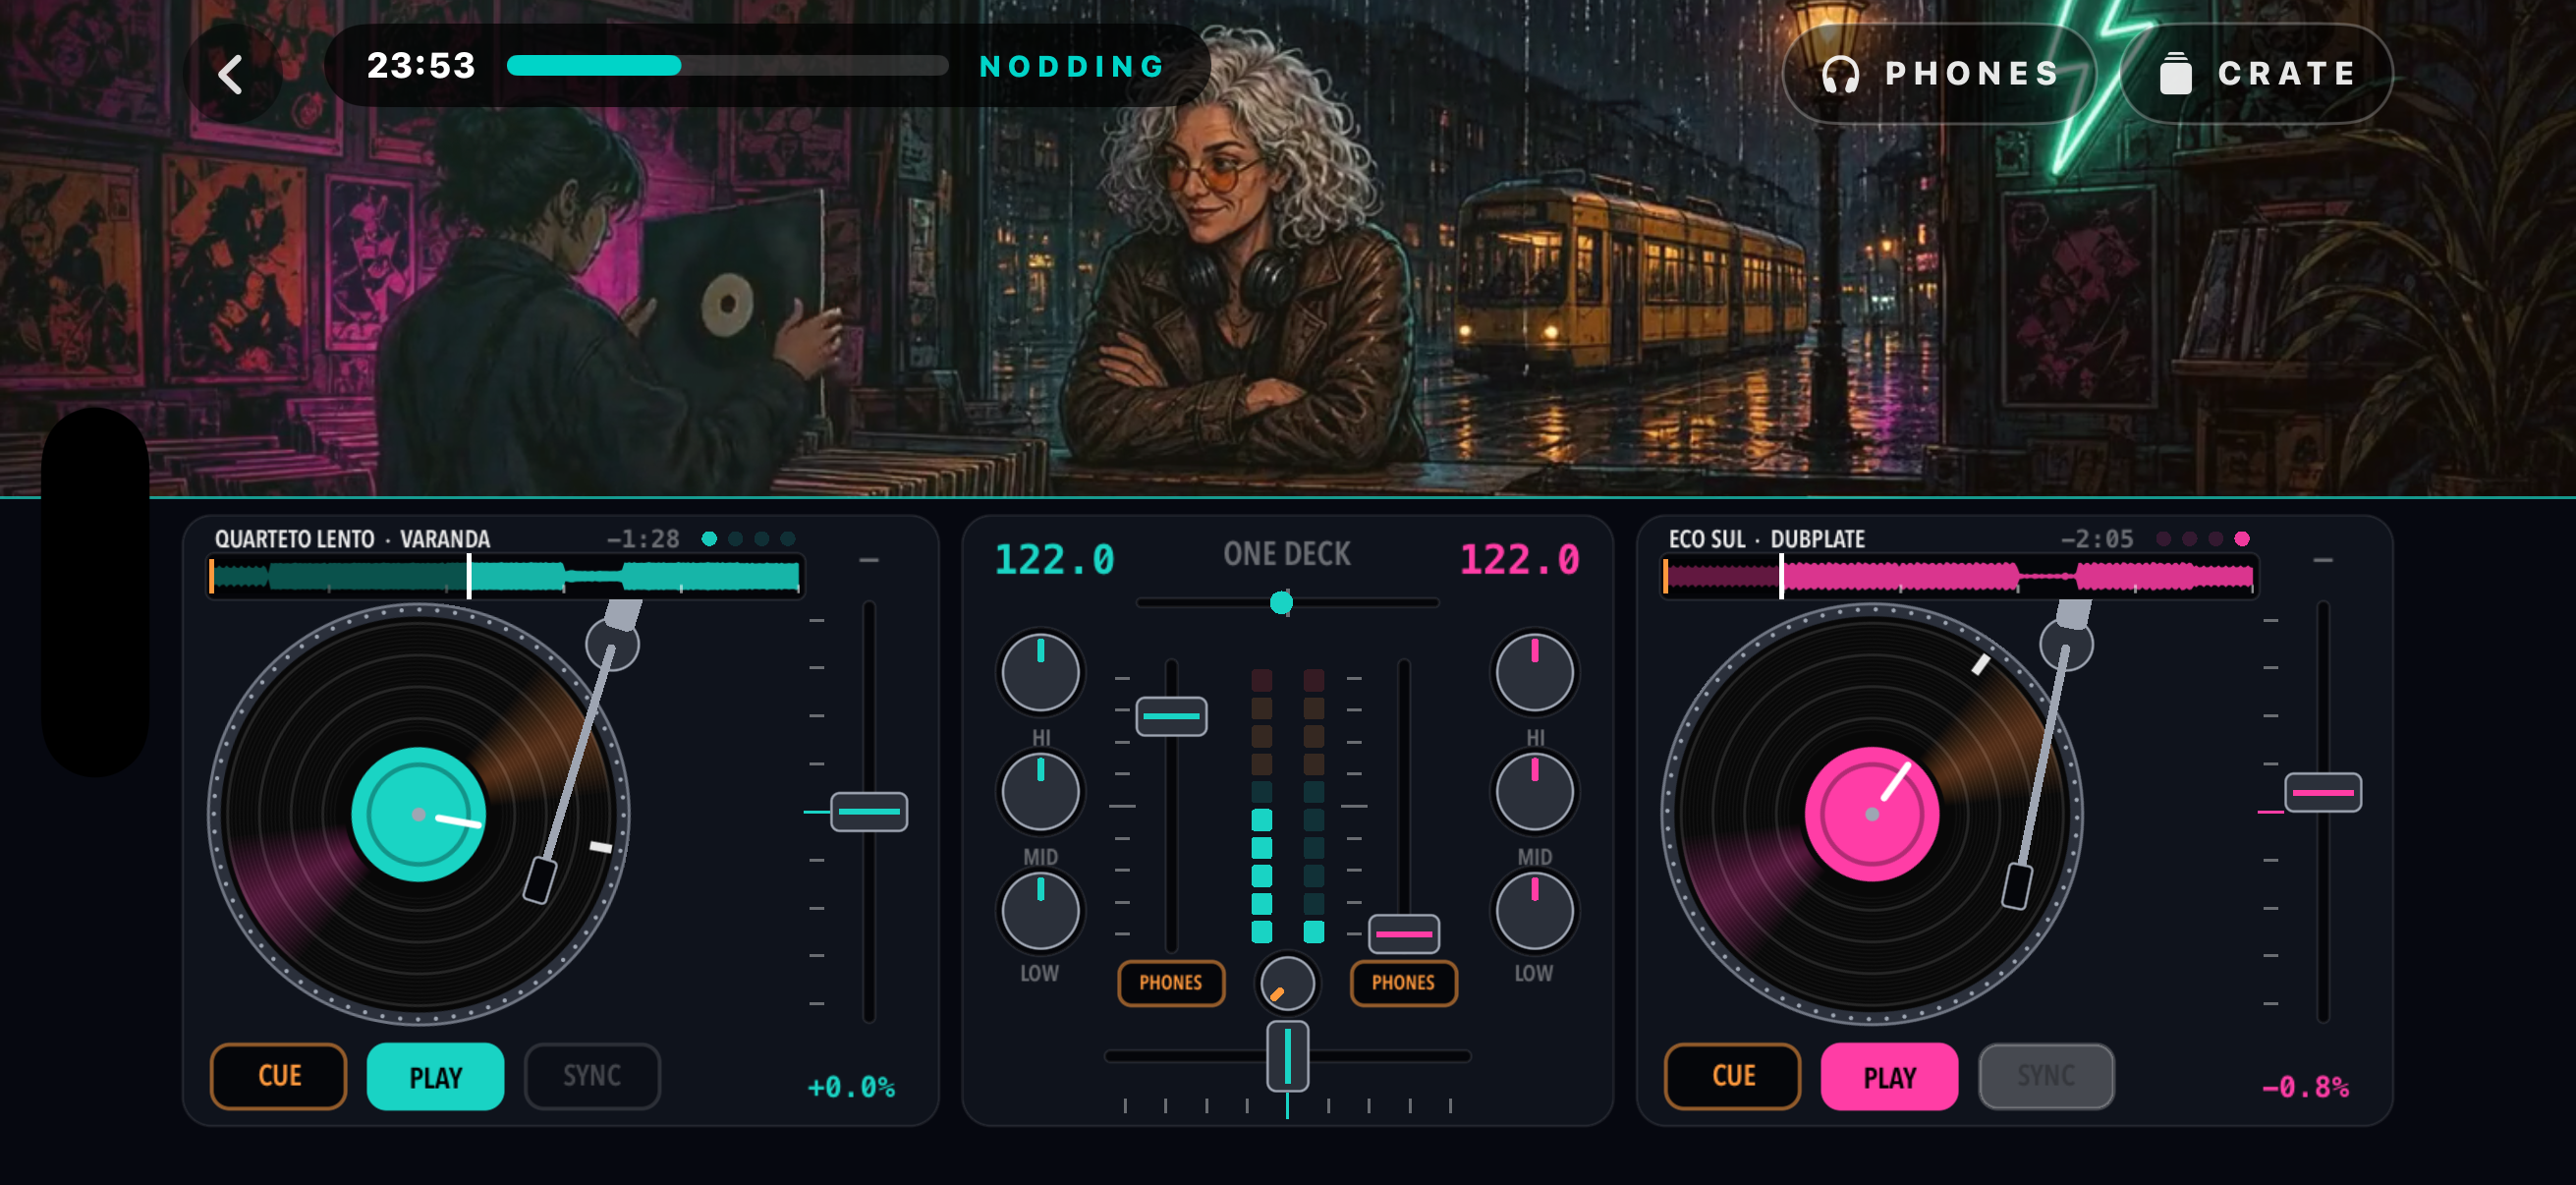 23:53 NODDING
PHONES
CRATE
QUARTETO LENTO · VARANDA −1:28
122.0 ONE DECK 122.0
ECO SUL · DUBPLATE −2:05
HI
MID
LOW
HI
MID
LOW
PHONES
PHONES
CUE PLAY SYNC +0.0%
CUE PLAY SYNC −0.8%